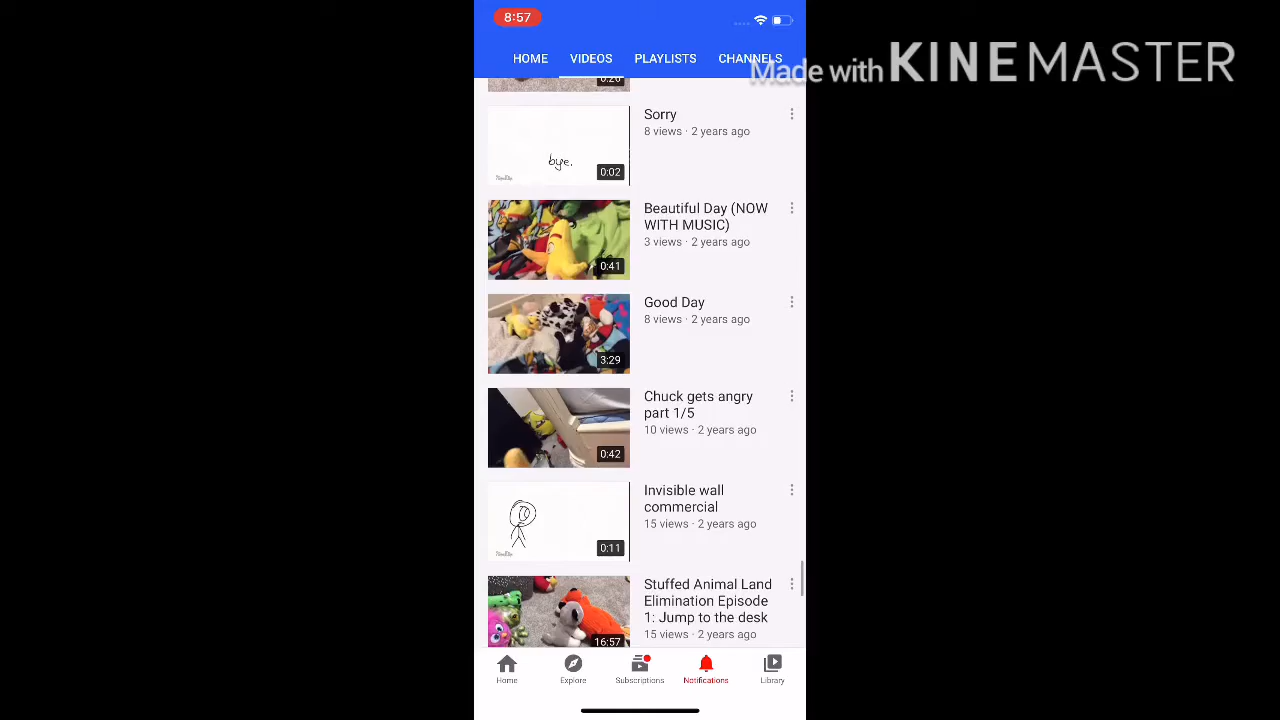 8:57
Made with KINEMASTER
HOME VIDEOS PLAYLISTS CHANNELS
0:26
Sorry
8 views · 2 years ago
bye.
0:02
Beautiful Day (NOW
WITH MUSIC)
3 views · 2 years ago
0:41
Good Day
8 views · 2 years ago
3:29
Chuck gets angry
part 1/5
10 views · 2 years ago
0:42
Invisible wall
commercial
15 views · 2 years ago
0:11
Stuffed Animal Land
Elimination Episode
1: Jump to the desk
15 views · 2 years ago
16:57
Home Explore Subscriptions Notifications Library